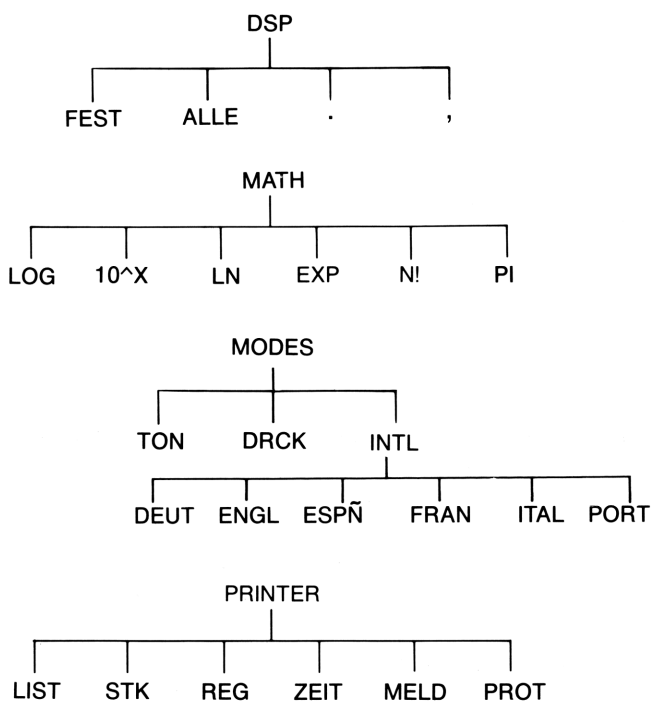 DSP
FEST ALLE . ,
MATH
LOG 10^X LN EXP N! PI
MODES
TON DRCK INTL
DEUT ENGL ESPÑ FRAN ITAL PORT
PRINTER
LIST STK REG ZEIT MELD PROT